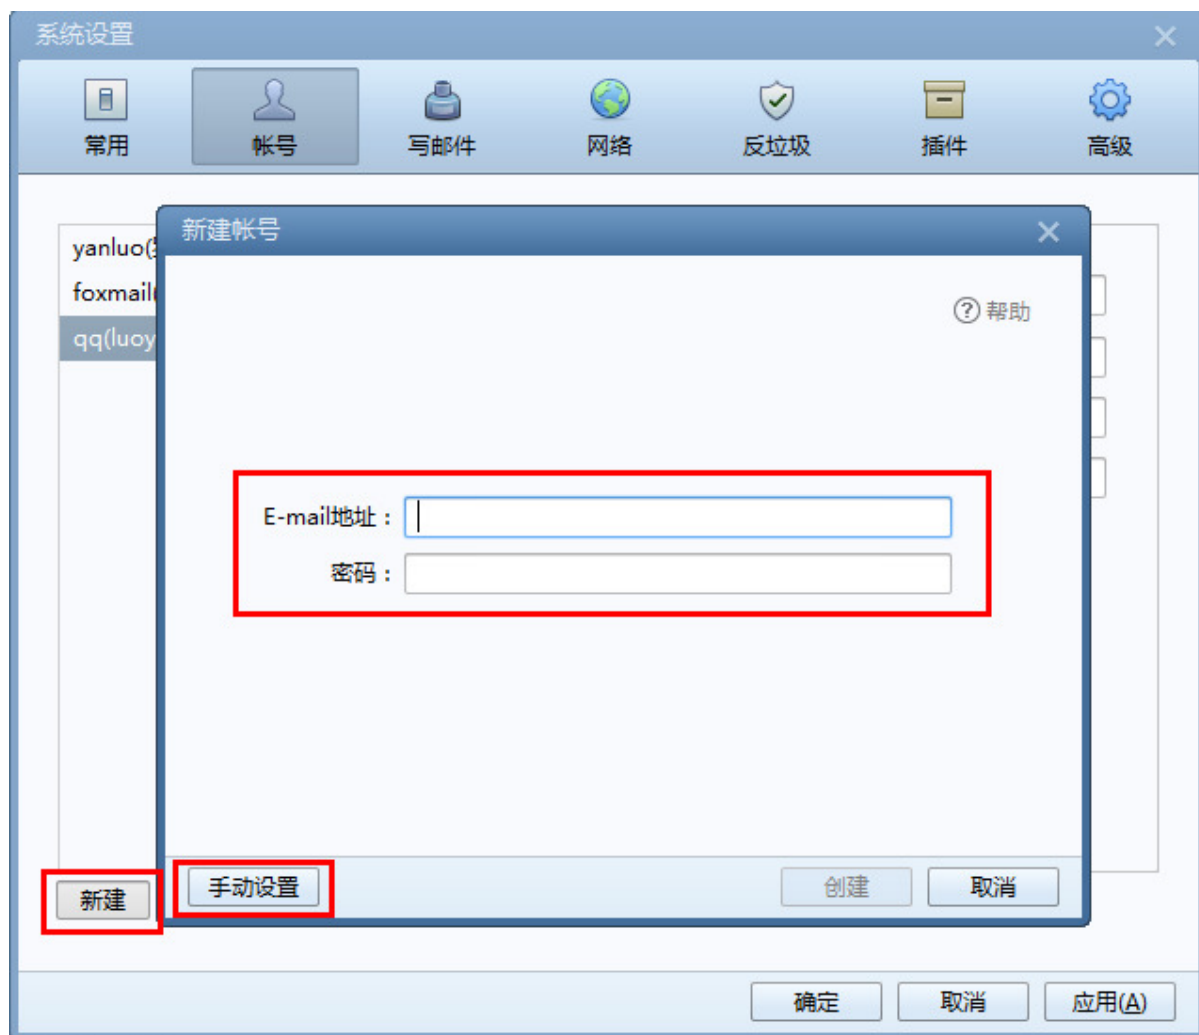 系统设置
常用 帐号 写邮件 网络 反垃圾 插件 高级
新建帐号
yanluo(
foxmail(
qq(luoy
帮助
E-mail地址：
密码：
手动设置 创建 取消
新建
确定 取消 应用(A)